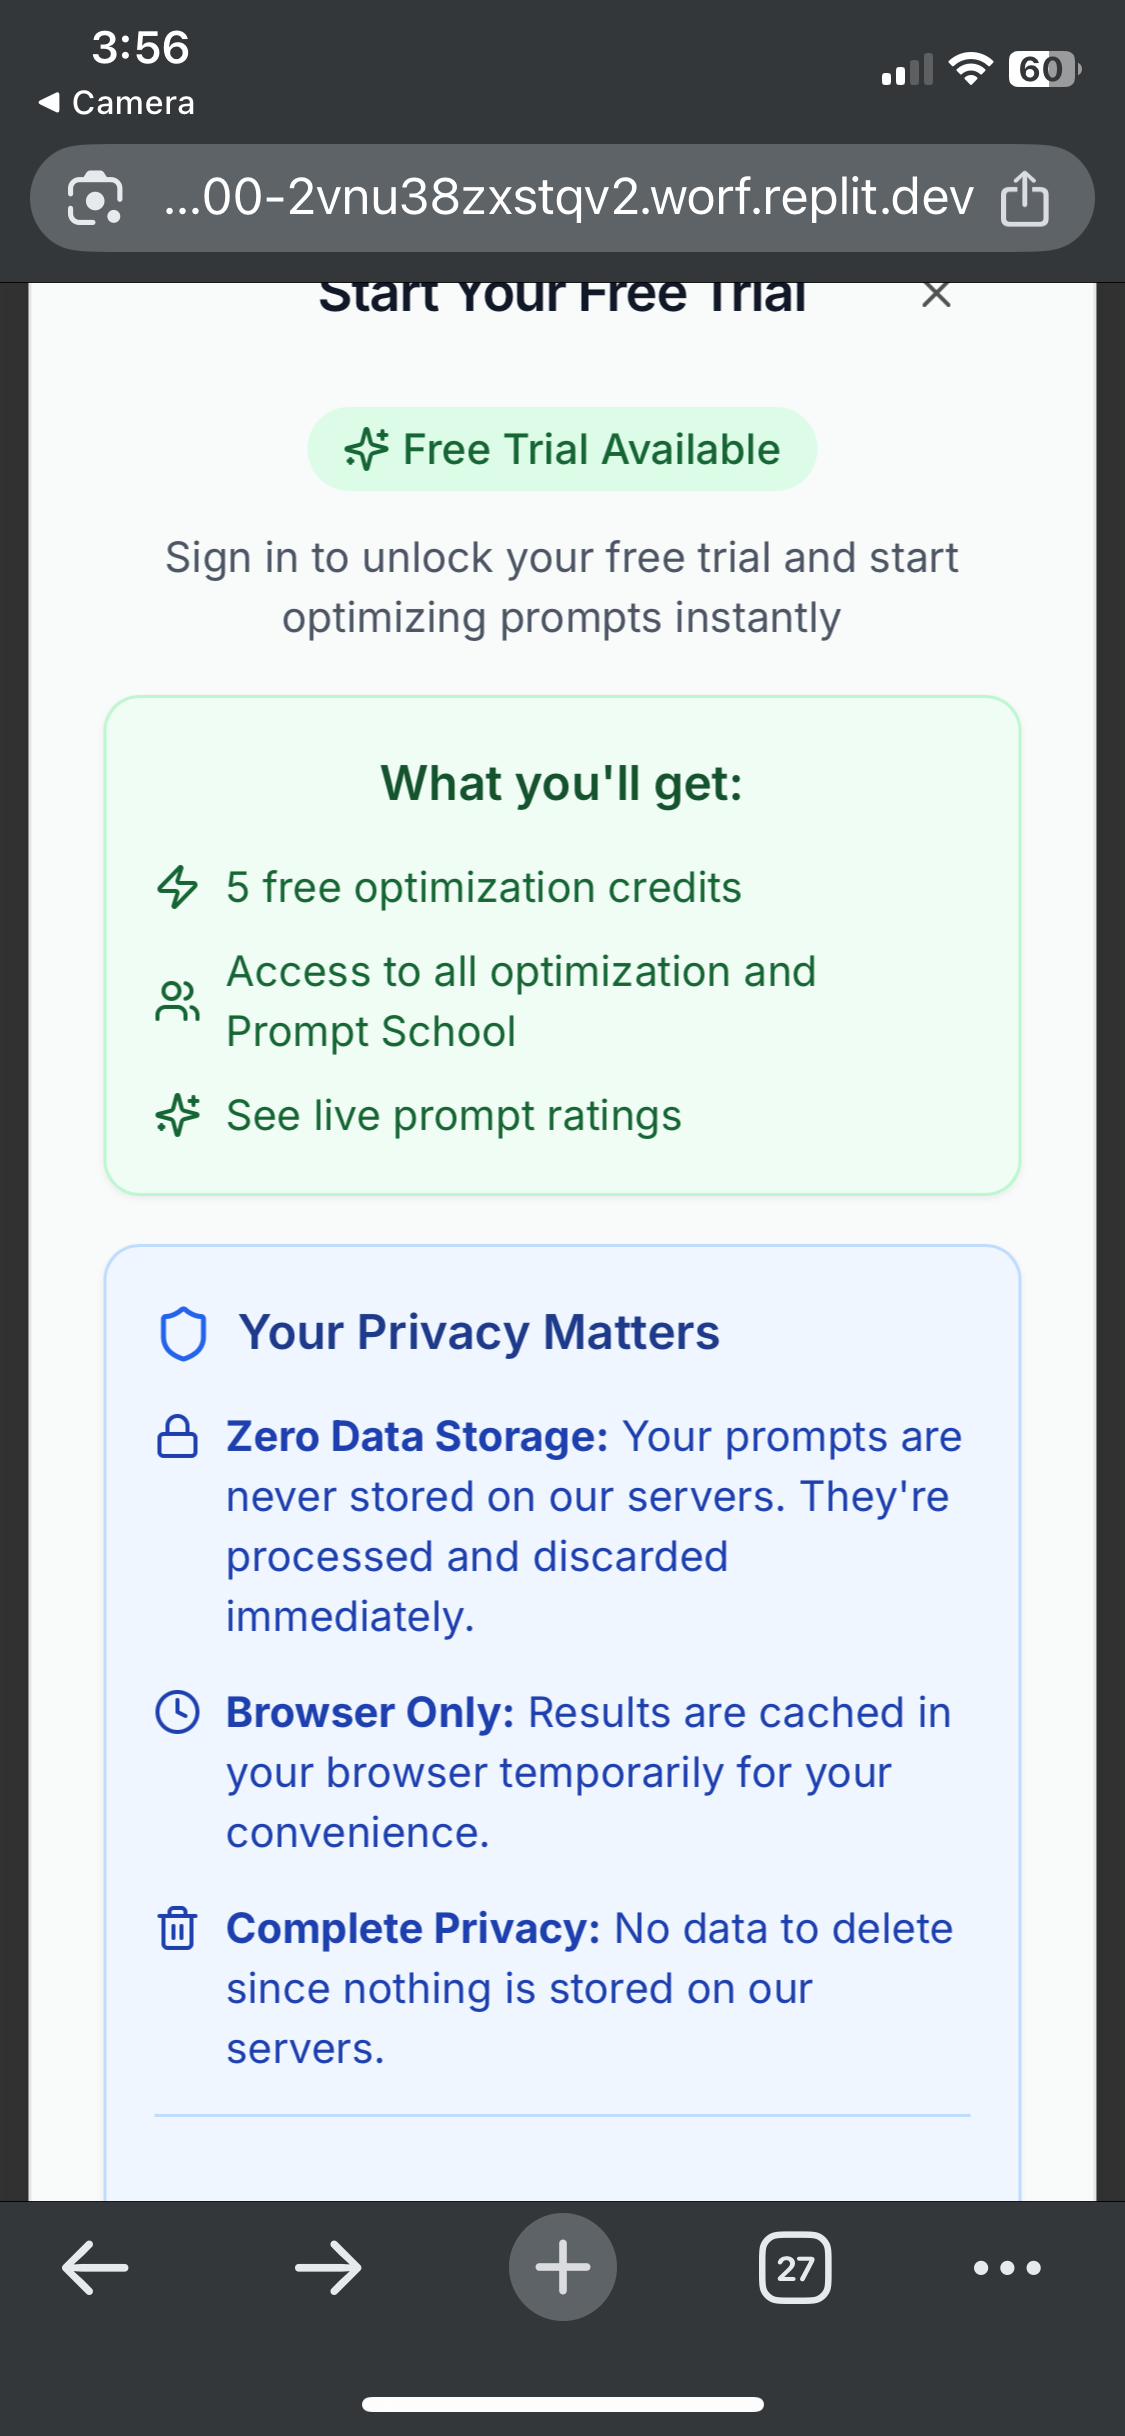 3:56
60
Camera
...00-2vnu38zxstqv2.worf.replit.dev
Start Your Free Trial
Free Trial Available
Sign in to unlock your free trial and start
optimizing prompts instantly
What you'll get:
5 free optimization credits
Access to all optimization and
Prompt School
See live prompt ratings
Your Privacy Matters
Zero Data Storage: Your prompts are
never stored on our servers. They're
processed and discarded
immediately.
Browser Only: Results are cached in
your browser temporarily for your
convenience.
Complete Privacy: No data to delete
since nothing is stored on our
servers.
27